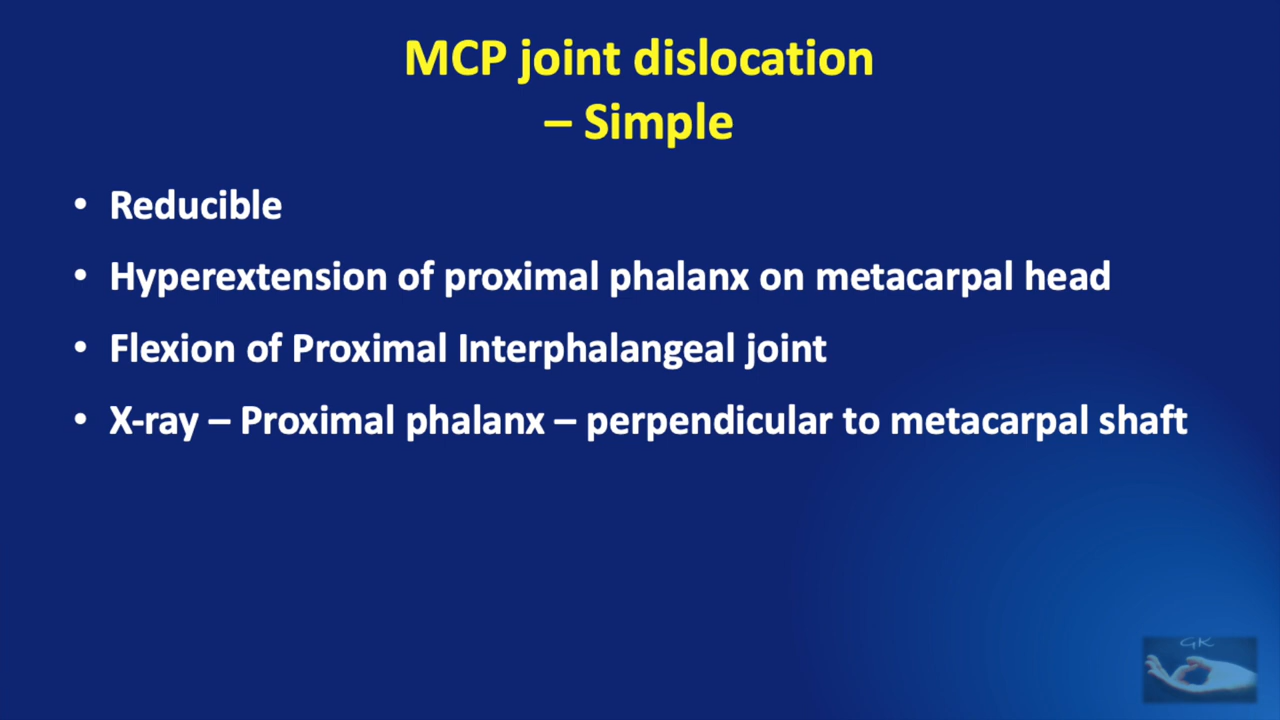 MCP joint dislocation
– Simple
• Reducible
• Hyperextension of proximal phalanx on metacarpal head
• Flexion of Proximal Interphalangeal joint
• X-ray – Proximal phalanx – perpendicular to metacarpal shaft
GK